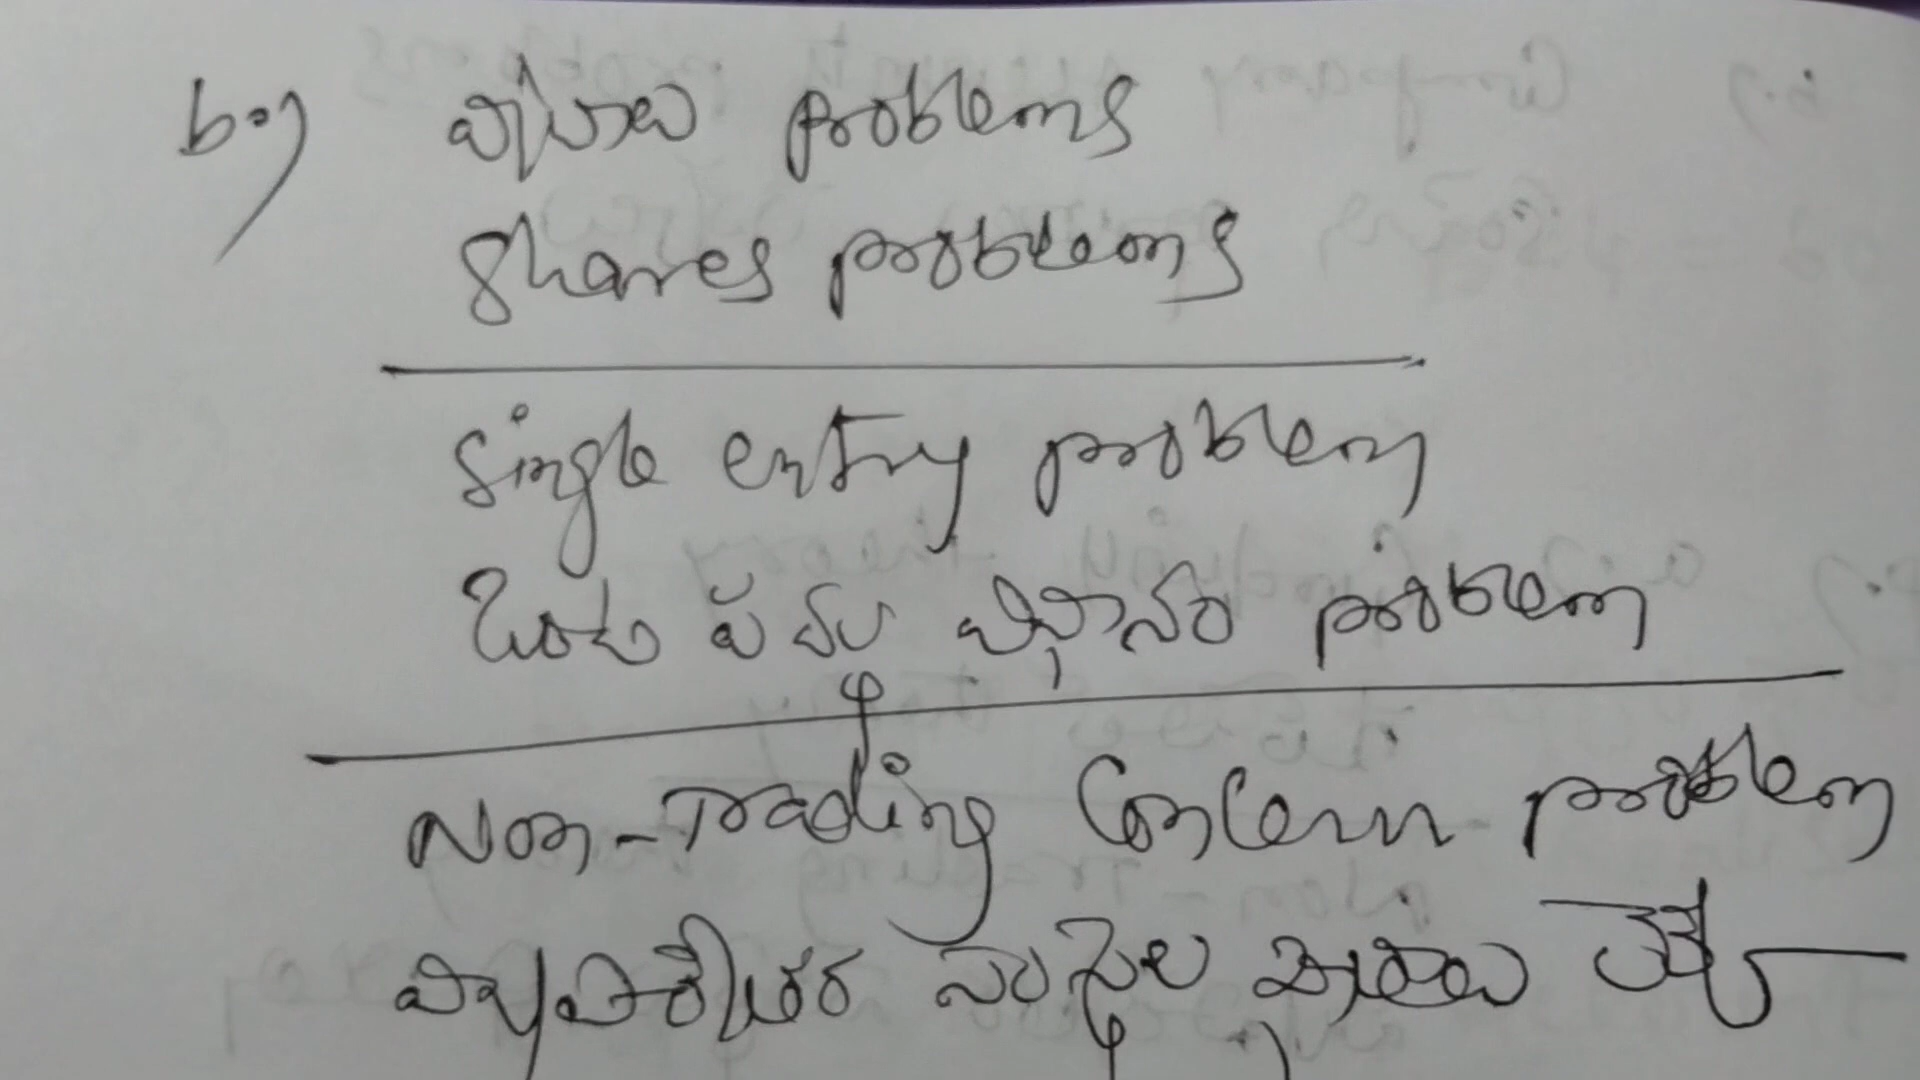 b.) వాటాల problems
Shares problems
Single entry problem
ఒంటి పద్దు విధానం problem
Non-Trading Concern problem
వ్యాపారేతర సంస్థల ఖాతాలు